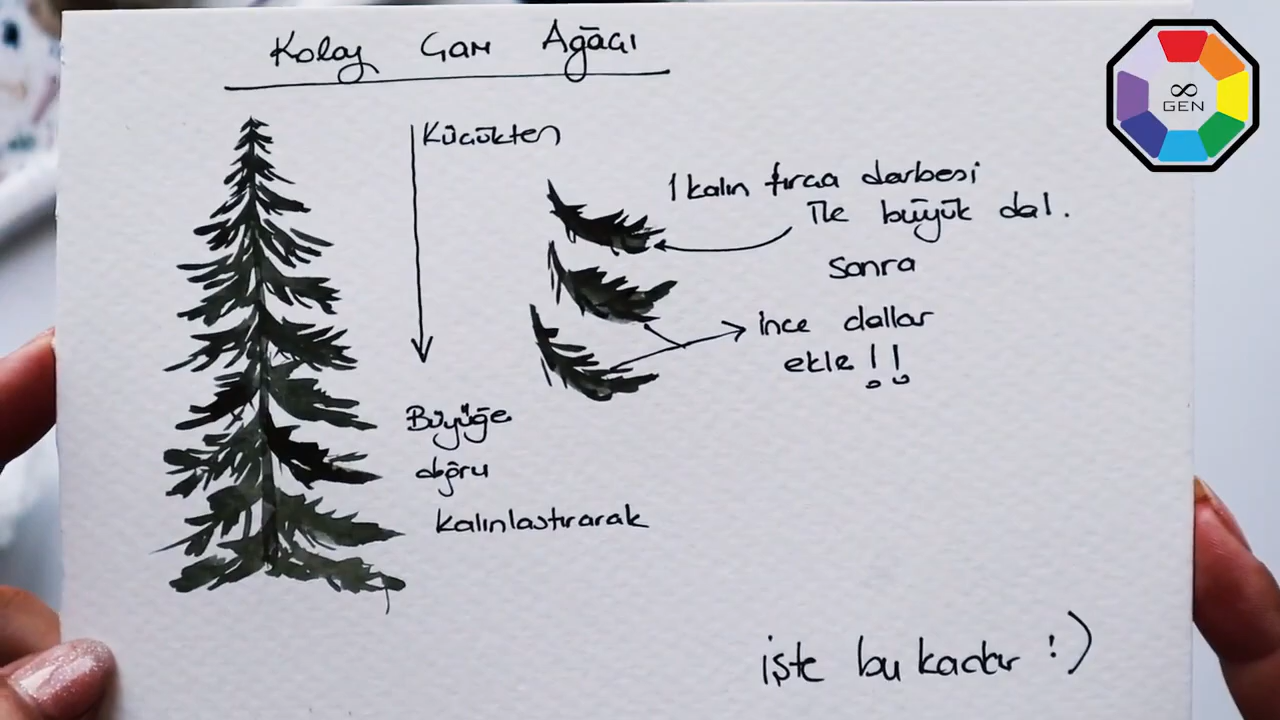 Kolay Çam Ağacı
Küçükten
1 kalın fırça darbesi
ile büyük dal.
sonra
ince dallar
ekle!!
Büyüğe
doğru
kalınlaştırarak
işte bu kadar :)
∞
GEN